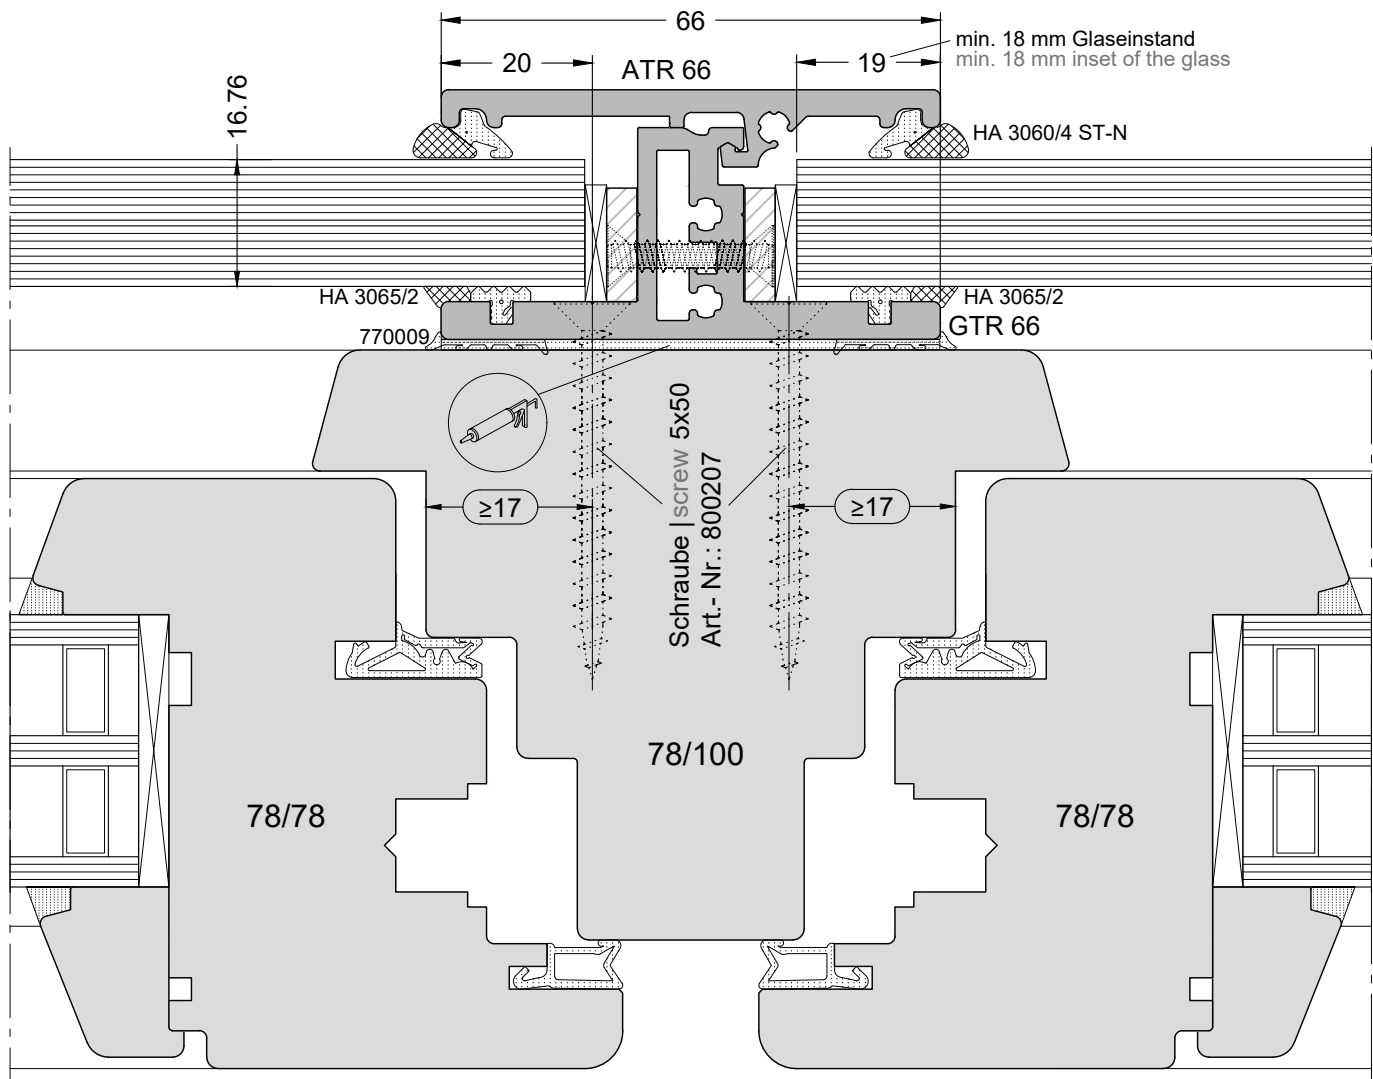 66
min. 18 mm Glaseinstand
min. 18 mm inset of the glass
20
ATR 66
19
16.76
HA 3060/4 ST-N
HA 3065/2
HA 3065/2
GTR 66
770009
Schraube | screw 5x50
Art.- Nr.: 800207
≥17
≥17
78/100
78/78
78/78